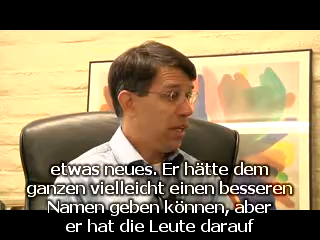 etwas neues. Er hätte dem
ganzen vielleicht einen besseren
Namen geben können, aber
er hat die Leute darauf